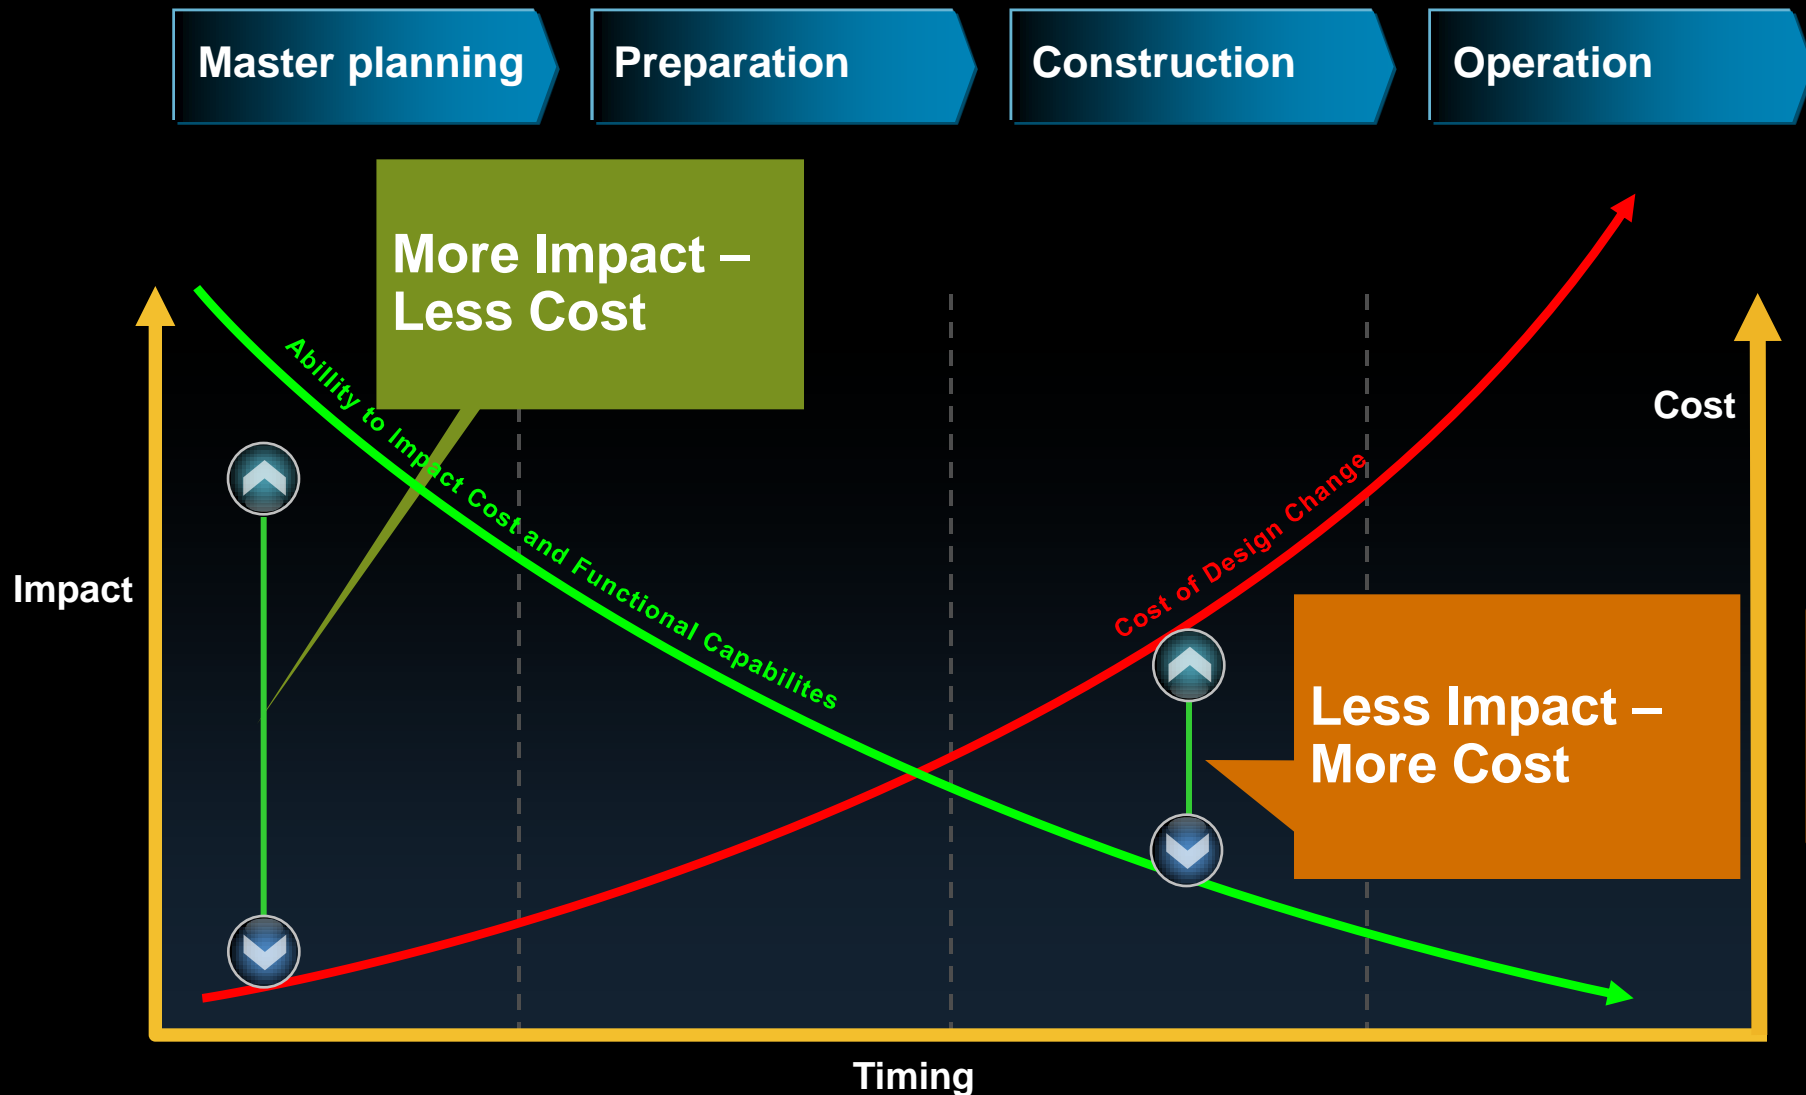 Master planning
Preparation
Construction
Operation
More Impact –
Less Cost
Abillity to Impact Cost and Functional Capabilites
Cost
Cost of Design Change
Impact
Less Impact –
More Cost
Timing